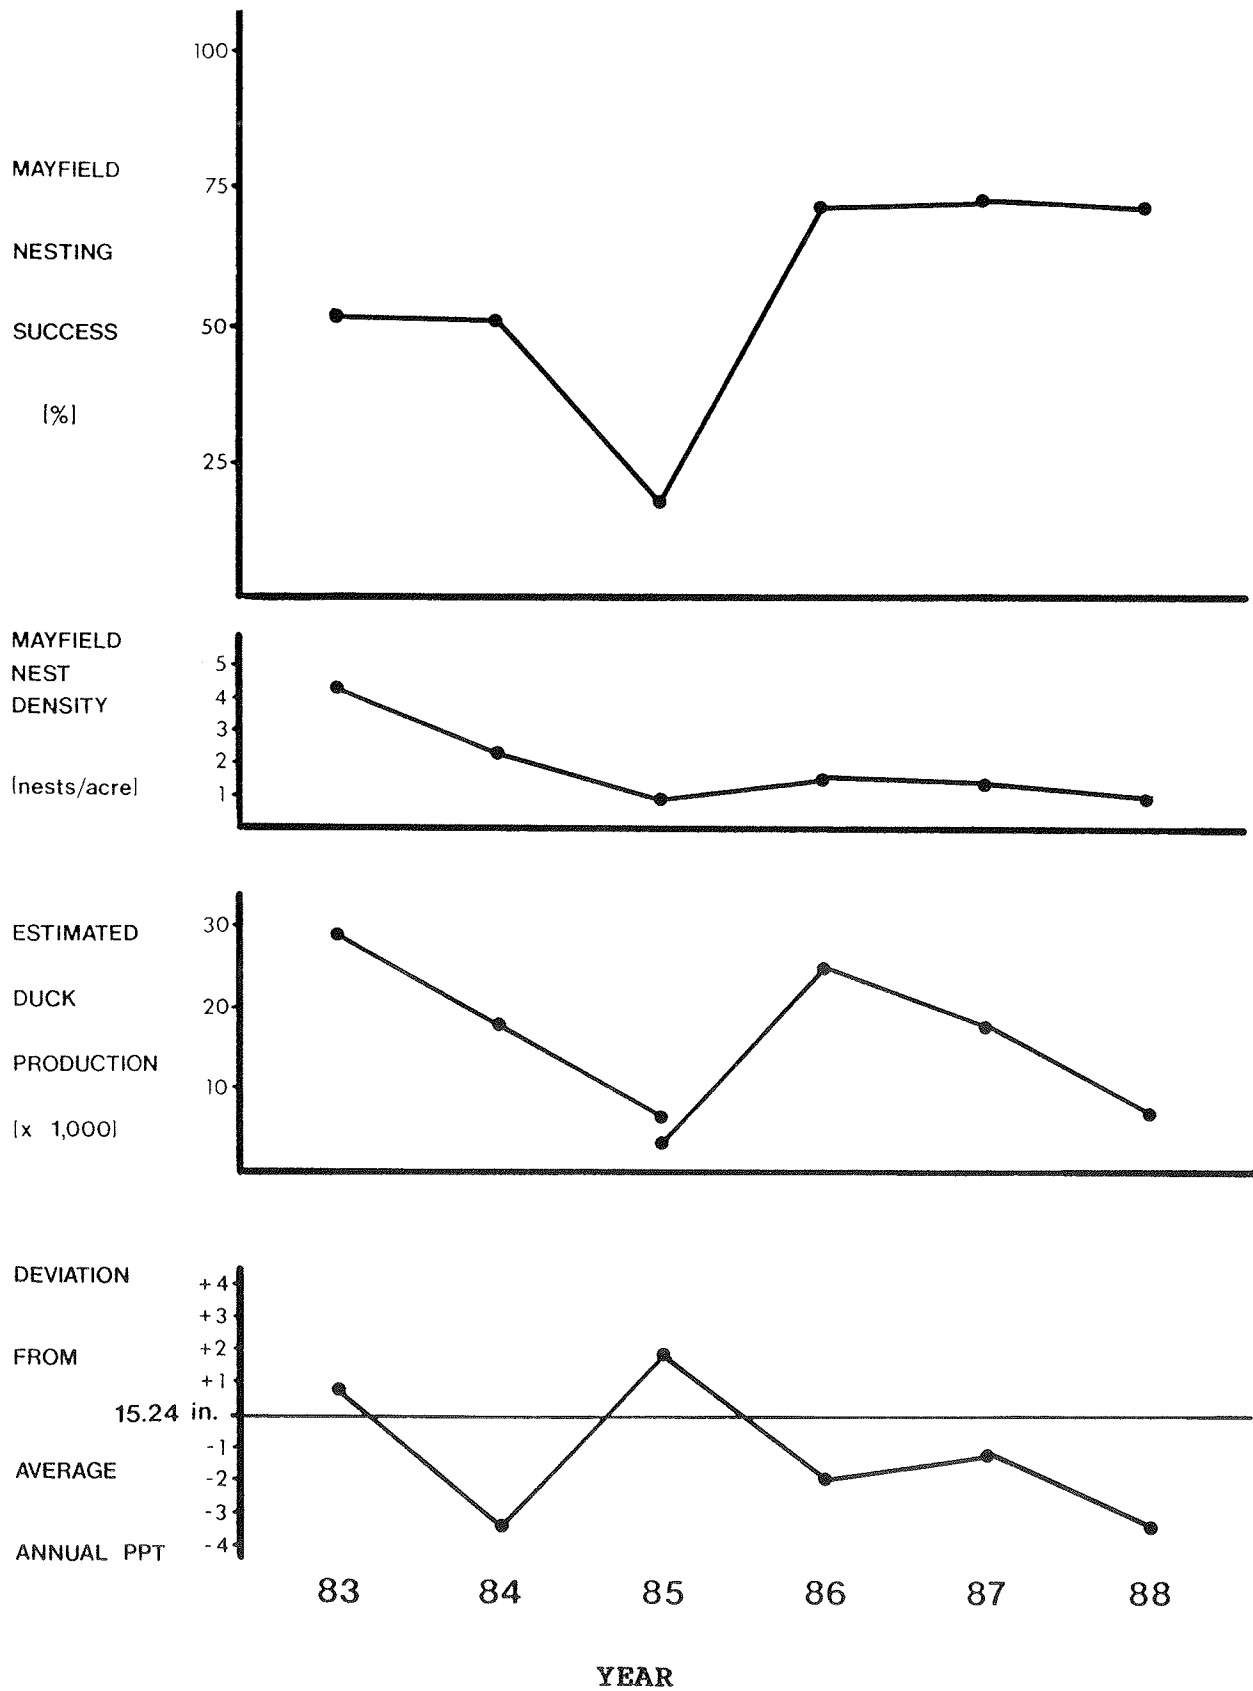 100
MAYFIELD
75
NESTING
SUCCESS
50
[%]
25
MAYFIELD
NEST
DENSITY
[nests/acre]
5
4
3
2
1
ESTIMATED
DUCK
PRODUCTION
[x 1,000]
30
20
10
DEVIATION
FROM
15.24 in.
AVERAGE
ANNUAL PPT
+4
+3
+2
+1
-1
-2
-3
-4
83 84 85 86 87 88
YEAR